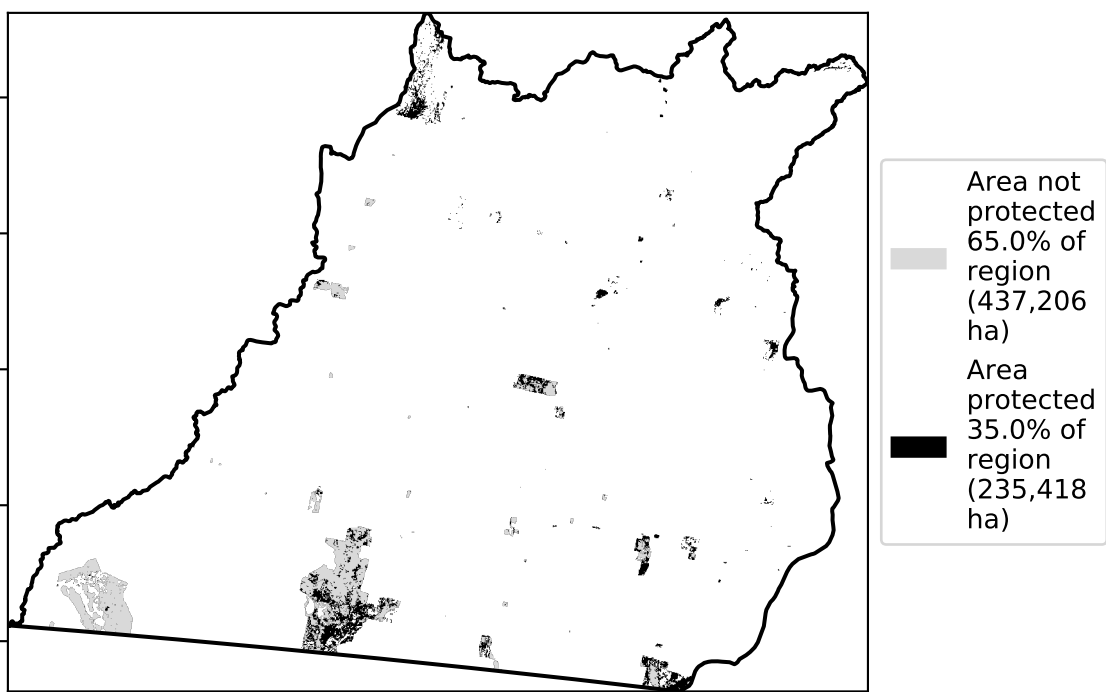 Area not
protected
65.0% of
region
(437,206
ha)
Area
protected
35.0% of
region
(235,418
ha)